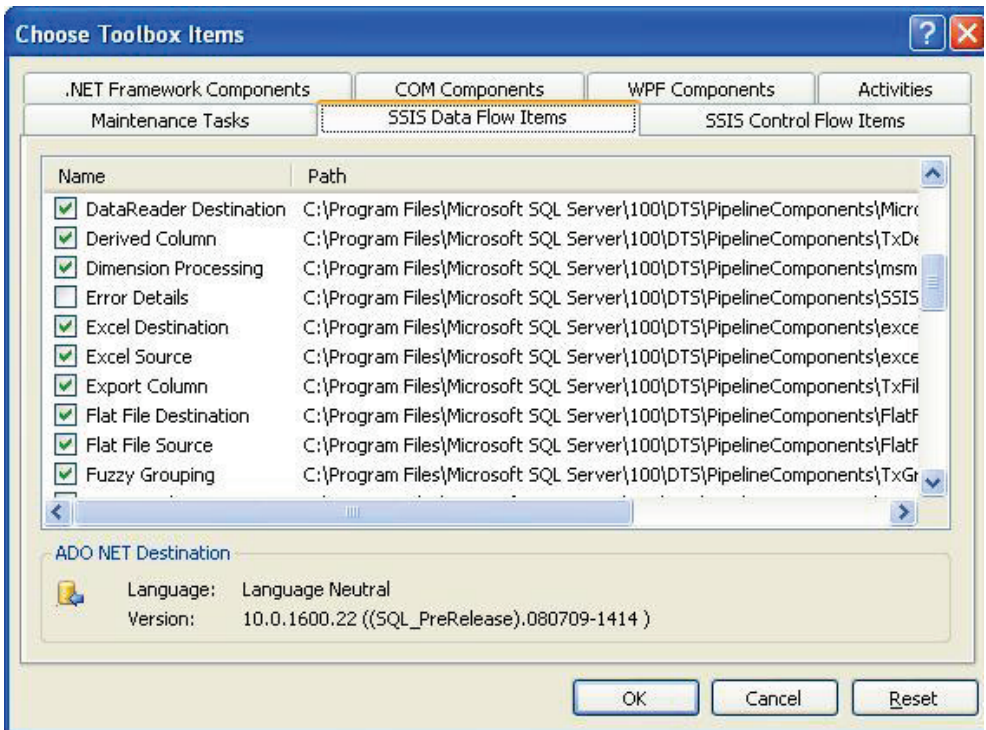 Choose Toolbox Items
.NET Framework Components COM Components WPF Components Activities
Maintenance Tasks SSIS Data Flow Items SSIS Control Flow Items
Name Path
DataReader Destination C:\Program Files\Microsoft SQL Server\100\DTS\PipelineComponents\Micro
Derived Column C:\Program Files\Microsoft SQL Server\100\DTS\PipelineComponents\TxDe
Dimension Processing C:\Program Files\Microsoft SQL Server\100\DTS\PipelineComponents\msm
Error Details C:\Program Files\Microsoft SQL Server\100\DTS\PipelineComponents\SSIS
Excel Destination C:\Program Files\Microsoft SQL Server\100\DTS\PipelineComponents\exce
Excel Source C:\Program Files\Microsoft SQL Server\100\DTS\PipelineComponents\exce
Export Column C:\Program Files\Microsoft SQL Server\100\DTS\PipelineComponents\TxFil
Flat File Destination C:\Program Files\Microsoft SQL Server\100\DTS\PipelineComponents\FlatF
Flat File Source C:\Program Files\Microsoft SQL Server\100\DTS\PipelineComponents\FlatF
Fuzzy Grouping C:\Program Files\Microsoft SQL Server\100\DTS\PipelineComponents\TxGr
ADO NET Destination
Language: Language Neutral
Version: 10.0.1600.22 ((SQL_PreRelease).080709-1414 )
OK Cancel Reset